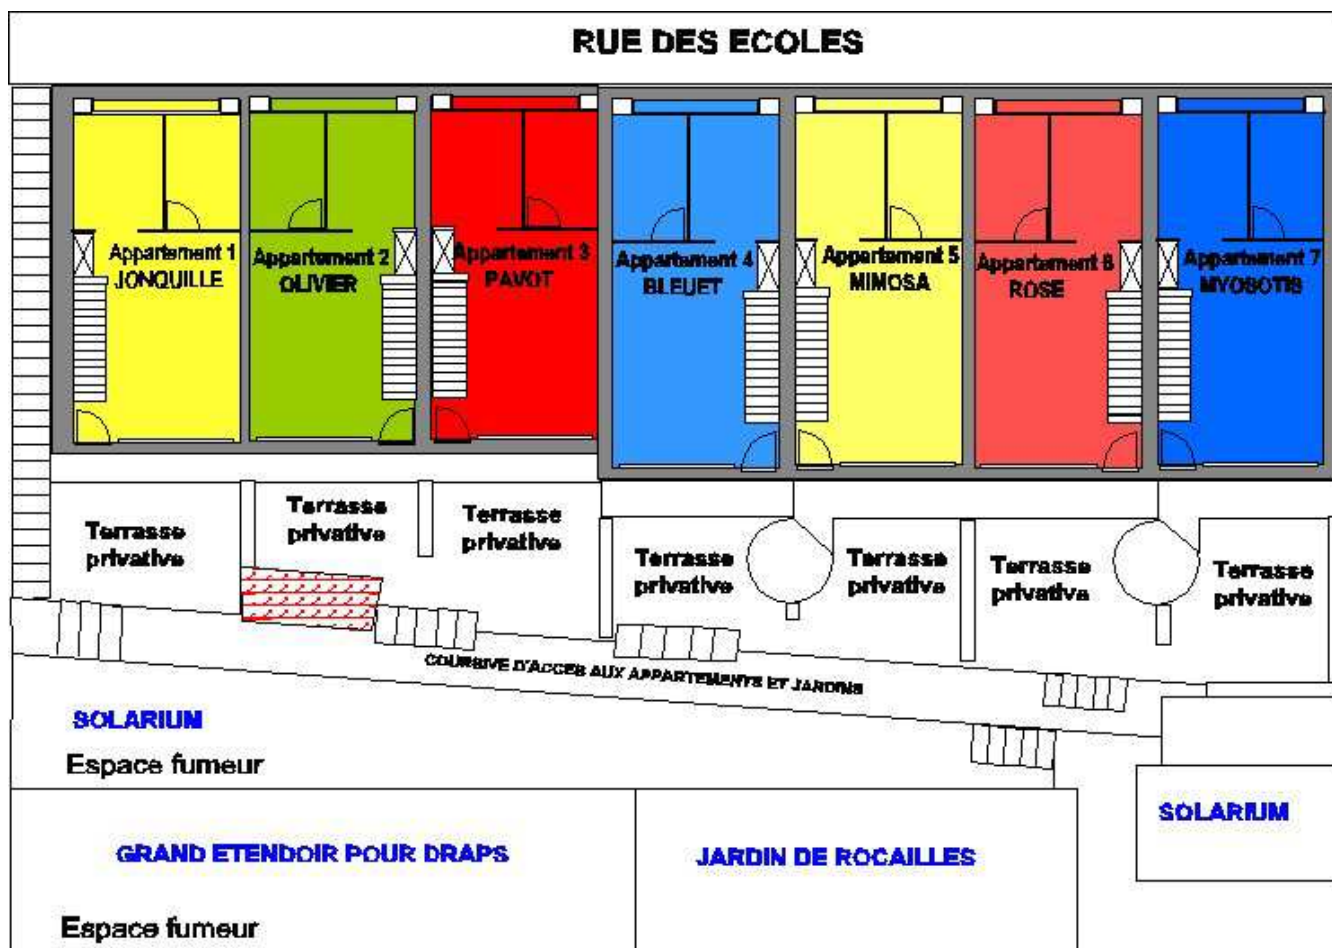 RUE DES ECOLES
Appartement 1
JONQUILLE
Appartement 2
OLIVIER
Appartement 3
PAVOT
Appartement 4
BLEUET
Appartement 5
MIMOSA
Appartement 6
ROSE
Appartement 7
MYOSOTIS
Terrasse
privative
Terrasse
privative
Terrasse
privative
Terrasse
privative
Terrasse
privative
Terrasse
privative
Terrasse
privative
COURSIVE D'ACCES AUX APPARTEMENTS ET JARDINS
SOLARIUM
Espace fumeur
SOLARIUM
GRAND ETENDOIR POUR DRAPS
JARDIN DE ROCAILLES
Espace fumeur